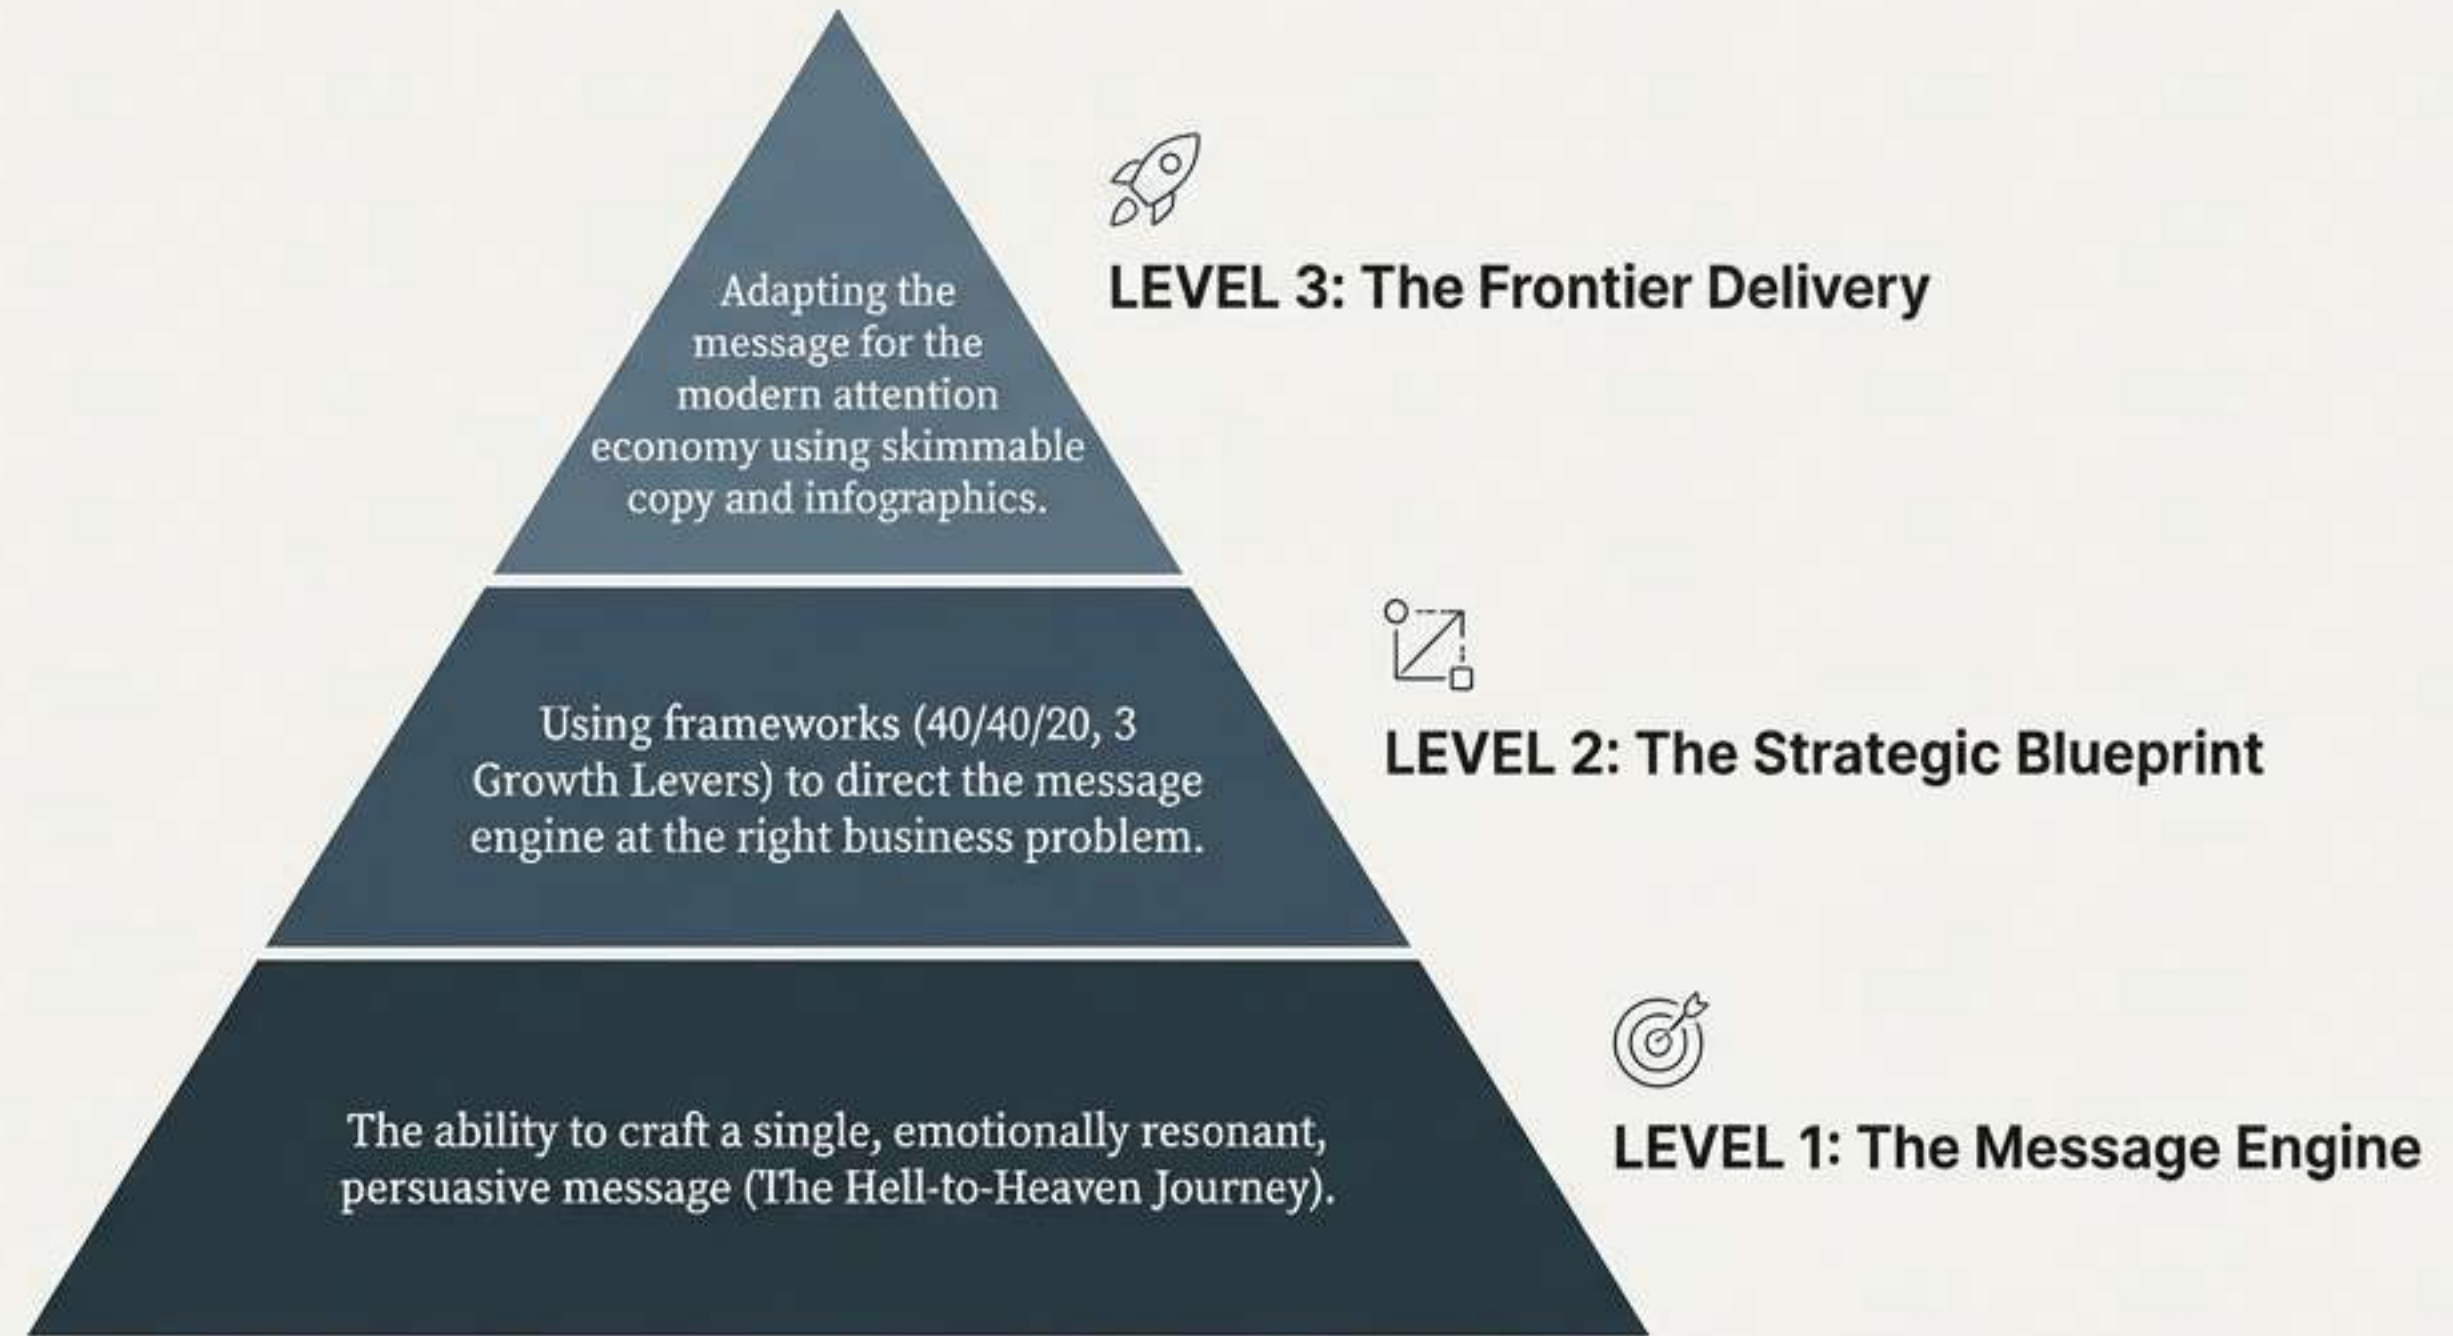 Adapting the
message for the
modern attention
economy using skimmable
copy and infographics.
LEVEL 3: The Frontier Delivery
Using frameworks (40/40/20, 3
Growth Levers) to direct the message
engine at the right business problem.
LEVEL 2: The Strategic Blueprint
The ability to craft a single, emotionally resonant,
persuasive message (The Hell-to-Heaven Journey).
LEVEL 1: The Message Engine